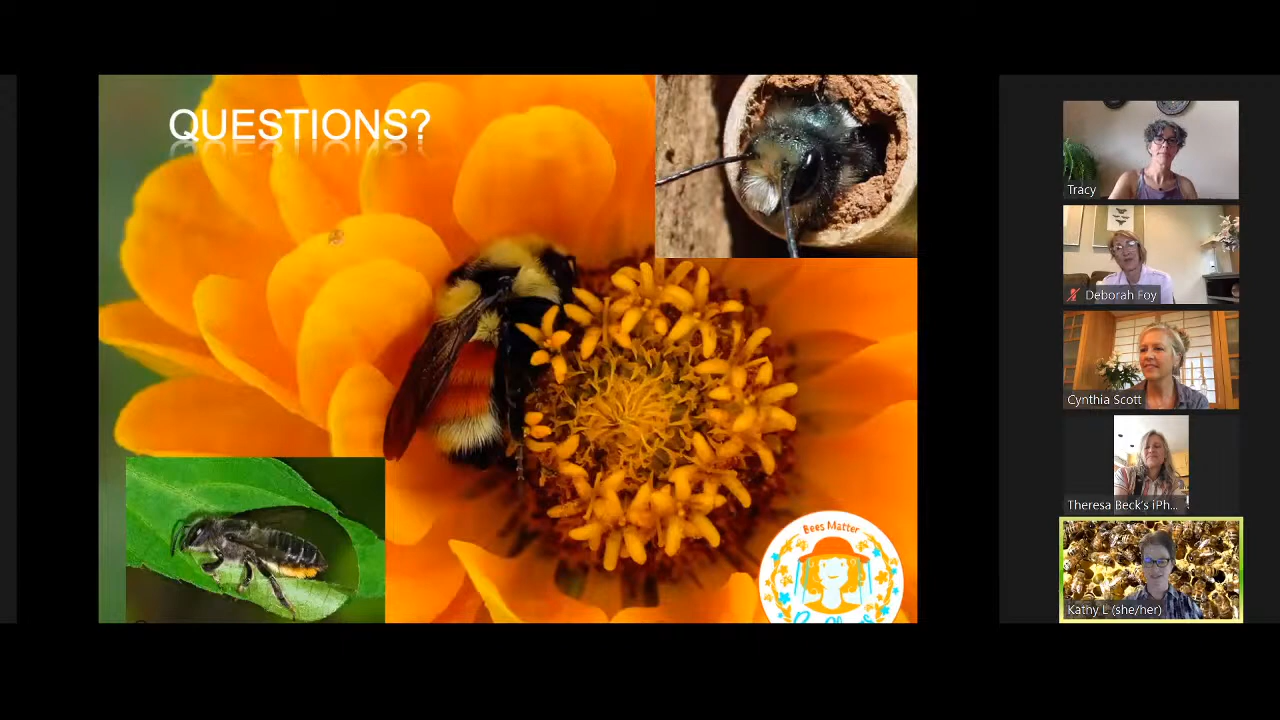 QUESTIONS?
Tracy
Deborah Foy
Cynthia Scott
Theresa Beck's iPh...
Bees Matter
Kathy L (she/her)